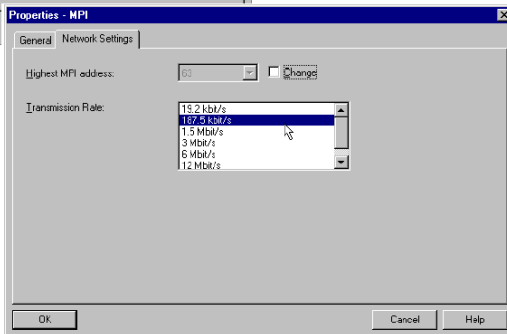 Properties - MPI
General Network Settings
Highest MPI address: 63 Change
Transmission Rate: 19.2 kbit/s
187.5 kbit/s
1.5 Mbit/s
3 Mbit/s
6 Mbit/s
12 Mbit/s
OK Cancel Help